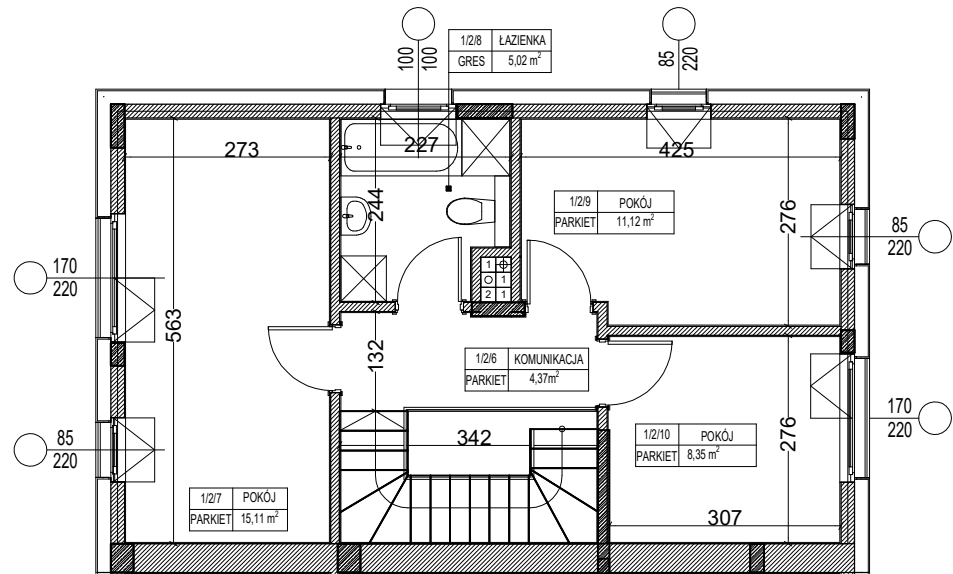 100
100
1/2/8 ŁAZIENKA
GRES 5,02 m²
85
220
273
227
425
244
1/2/9 POKÓJ
PARKIET 11,12 m²
276
85
220
170
220
563
1
1
2 1
132
1/2/6 KOMUNIKACJA
PARKIET 4,37m²
342
85
220
1/2/10 POKÓJ
PARKIET 8,35 m²
276
170
220
1/2/7 POKÓJ
PARKIET 15,11 m²
307